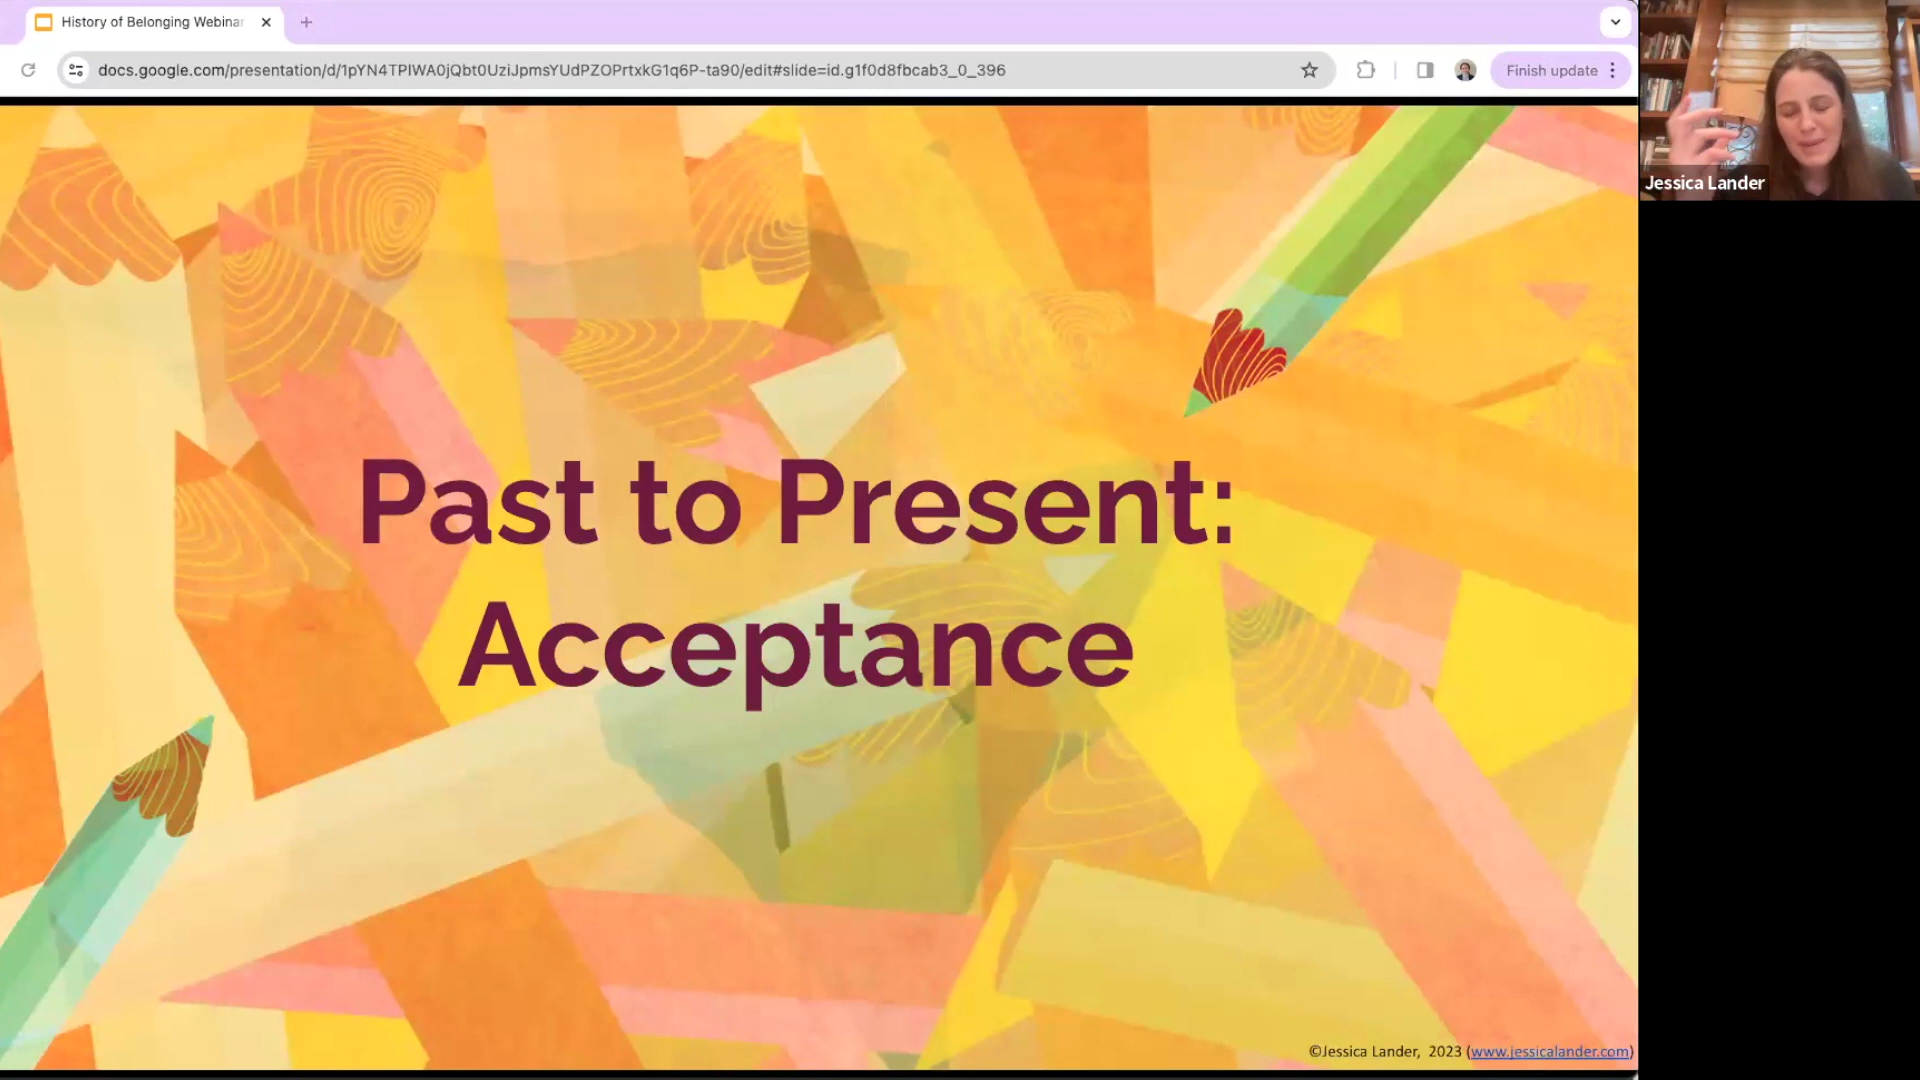 History of Belonging Webinar
docs.google.com/presentation/d/1pYN4TPlWA0jQbt0UziJpmsYUdPZOPrtxkG1q6P-ta90/edit#slide=id.g1f0d8fbcab3_0_396
Finish update
Jessica Lander
Past to Present:
Acceptance
©Jessica Lander, 2023 (www.jessicalander.com)